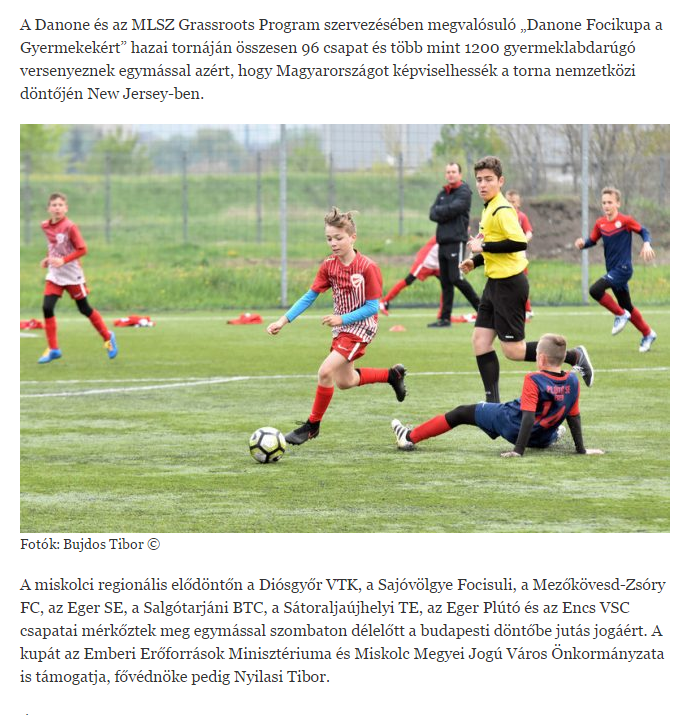 A Danone és az MLSZ Grassroots Program szervezésében megvalósuló „Danone Focikupa a
Gyermekekért” hazai tornáján összesen 96 csapat és több mint 1200 gyermeklabdarúgó
versenyeznek egymással azért, hogy Magyarországot képviselhessék a torna nemzetközi
döntőjén New Jersey-ben.
Fotók: Bujdos Tibor ©
A miskolci regionális elődöntőn a Diósgyőr VTK, a Sajóvölgye Focisuli, a Mezőkövesd-Zsóry
FC, az Eger SE, a Salgótarjáni BTC, a Sátoraljaújhelyi TE, az Eger Plútó és az Encs VSC
csapatai mérkőztek meg egymással szombaton délelőtt a budapesti döntőbe jutás jogáért. A
kupát az Emberi Erőforrások Minisztériuma és Miskolc Megyei Jogú Város Önkormányzata
is támogatja, fővédnöke pedig Nyilasi Tibor.